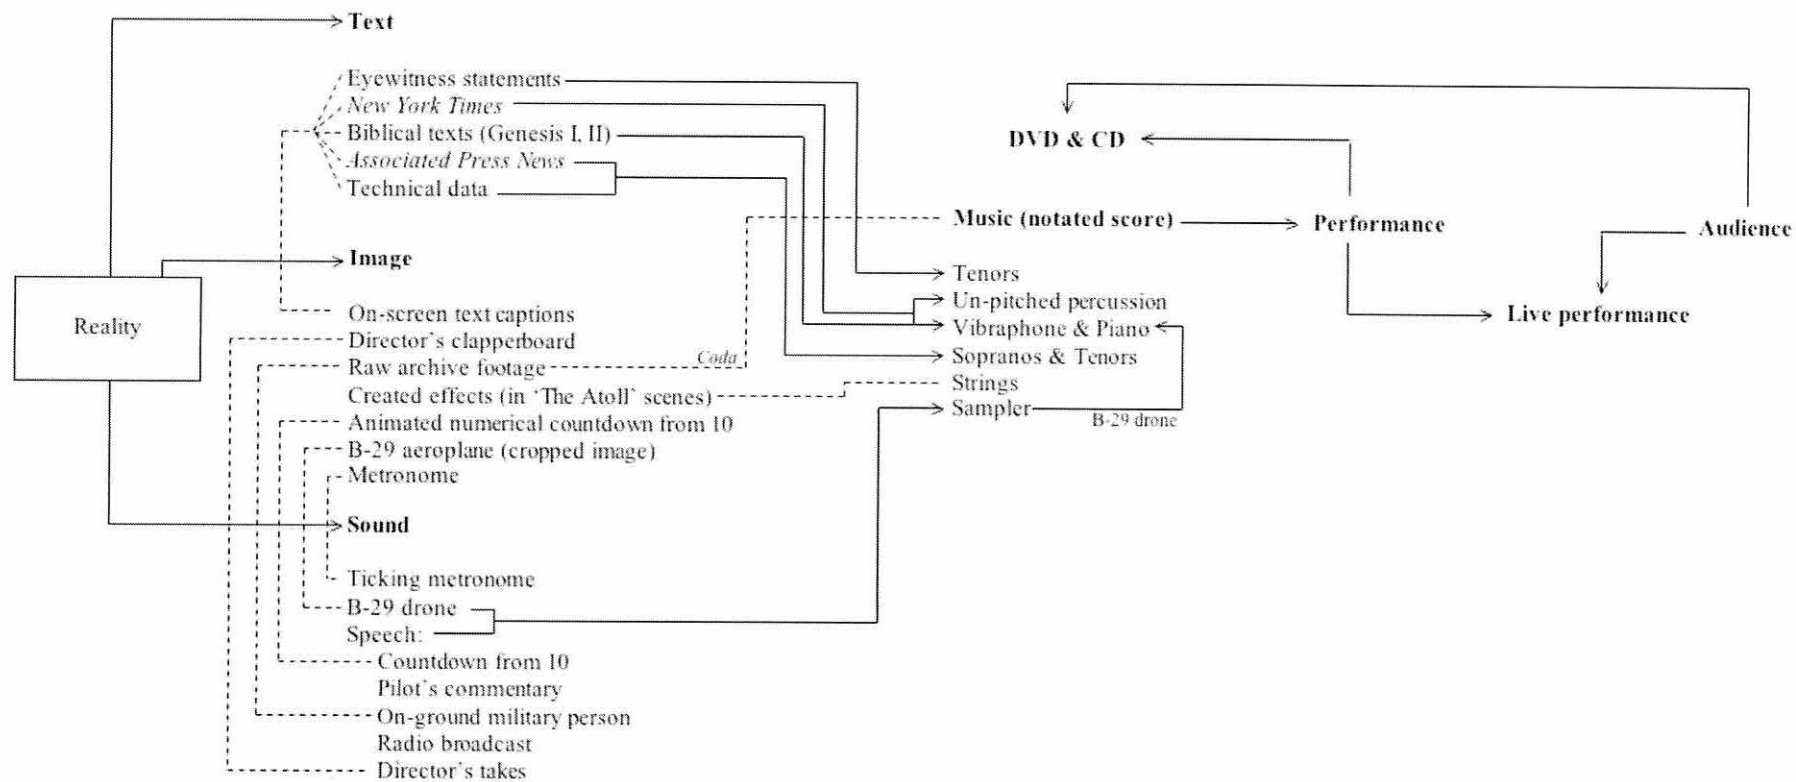 Text
Eyewitness statements
New York Times
Biblical texts (Genesis I, II)
Associated Press News
Technical data
Image
Reality
On-screen text captions
Director's clapperboard
Raw archive footage
Coda
Created effects (in 'The Atoll' scenes)
Animated numerical countdown from 10
B-29 aeroplane (cropped image)
Metronome
Sound
Ticking metronome
B-29 drone
Speech:
Countdown from 10
Pilot's commentary
On-ground military person
Radio broadcast
Director's takes
Music (notated score)
Tenors
Un-pitched percussion
Vibraphone & Piano
Sopranos & Tenors
Strings
Sampler
B-29 drone
DVD & CD
Performance
Audience
Live performance